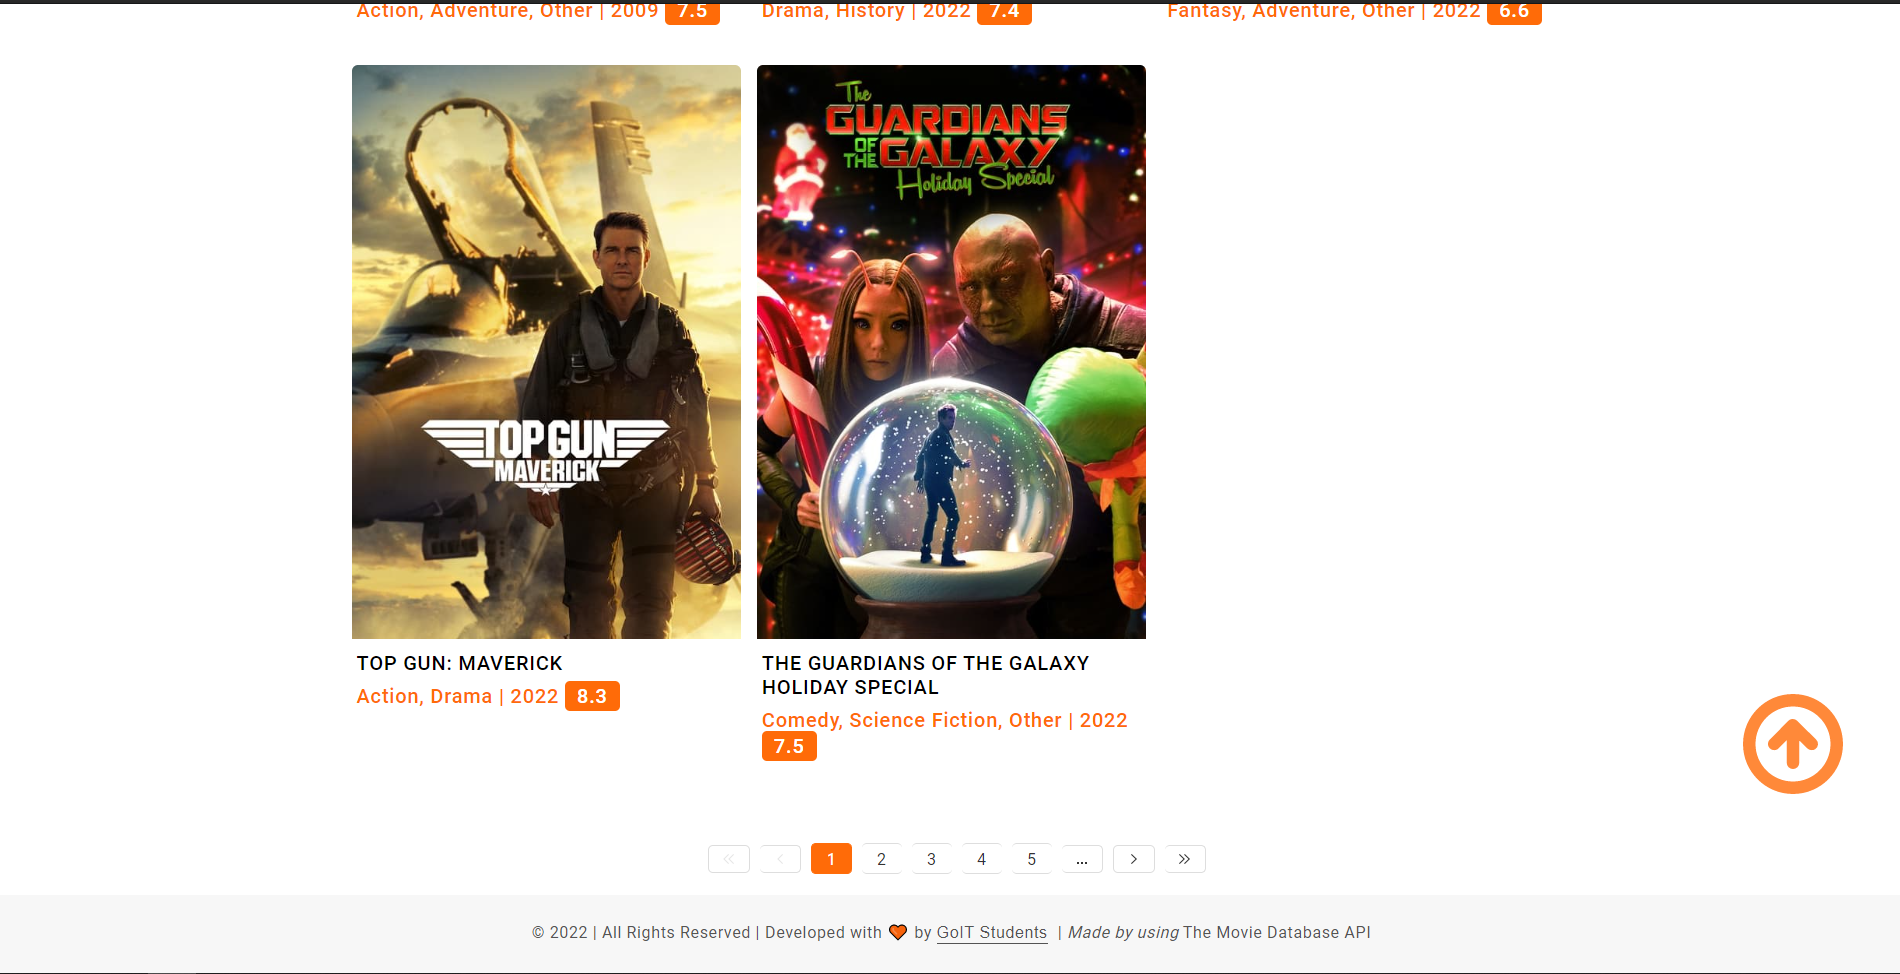 Action, Adventure, Other | 2009 7.5
Drama, History | 2022 7.4
Fantasy, Adventure, Other | 2022 6.6
TOP GUN
MAVERICK
The
GUARDIANS
OF THE GALAXY
Holiday Special
TOP GUN: MAVERICK
Action, Drama | 2022 8.3
THE GUARDIANS OF THE GALAXY
HOLIDAY SPECIAL
Comedy, Science Fiction, Other | 2022
7.5
« ‹ 1 2 3 4 5 ... › »
© 2022 | All Rights Reserved | Developed with 🧡 by GoIT Students | Made by using The Movie Database API